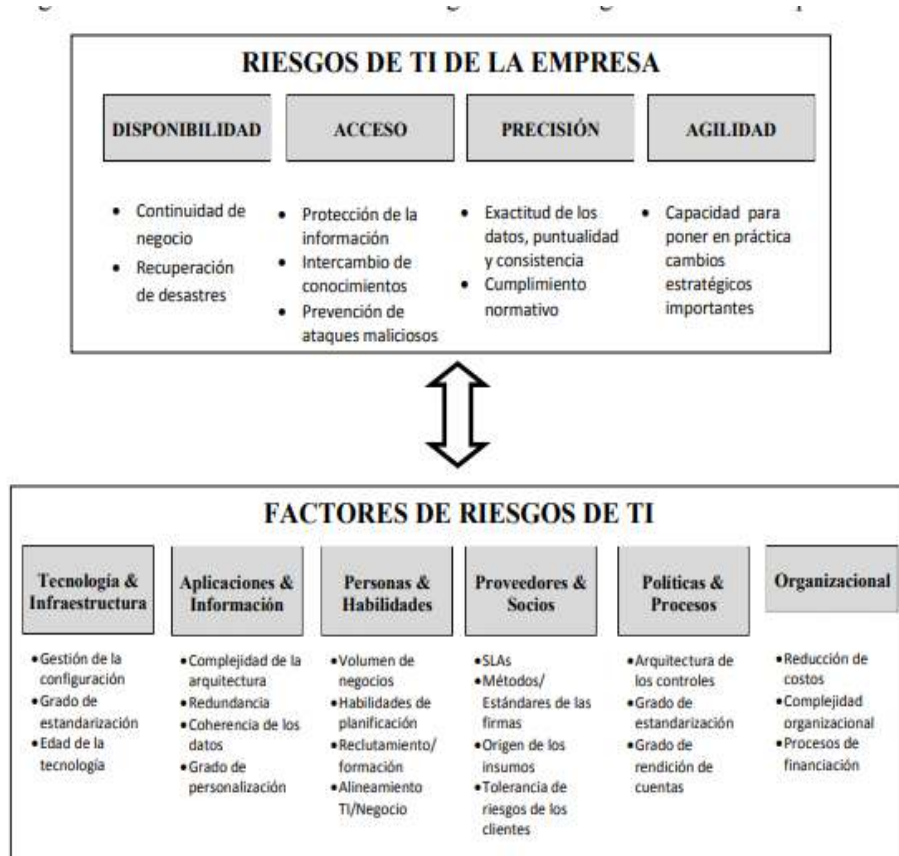 RIESGOS DE TI DE LA EMPRESA
DISPONIBILIDAD
• Continuidad de
negocio
• Recuperación
de desastres
ACCESO
• Protección de la
información
• Intercambio de
conocimientos
• Prevención de
ataques maliciosos
PRECISIÓN
• Exactitud de los
datos, puntualidad
y consistencia
• Cumplimiento
normativo
AGILIDAD
• Capacidad para
poner en práctica
cambios
estratégicos
importantes
FACTORES DE RIESGOS DE TI
Tecnología &
Infraestructura
• Gestión de la
configuración
• Grado de
estandarización
• Edad de la
tecnología
Aplicaciones &
Información
• Complejidad de la
arquitectura
• Redundancia
• Coherencia de los
datos
• Grado de
personalización
Personas &
Habilidades
• Volumen de
negocios
• Habilidades de
planificación
• Reclutamiento/
formación
• Alineamiento
TI/Negocio
Proveedores &
Socios
• SLAs
• Métodos/
Estándares de las
firmas
• Origen de los
insumos
• Tolerancia de
riesgos de los
clientes
Políticas &
Procesos
• Arquitectura de
los controles
• Grado de
estandarización
• Grado de
rendición de
cuentas
Organizacional
• Reducción de
costos
• Complejidad
organizacional
• Procesos de
financiación